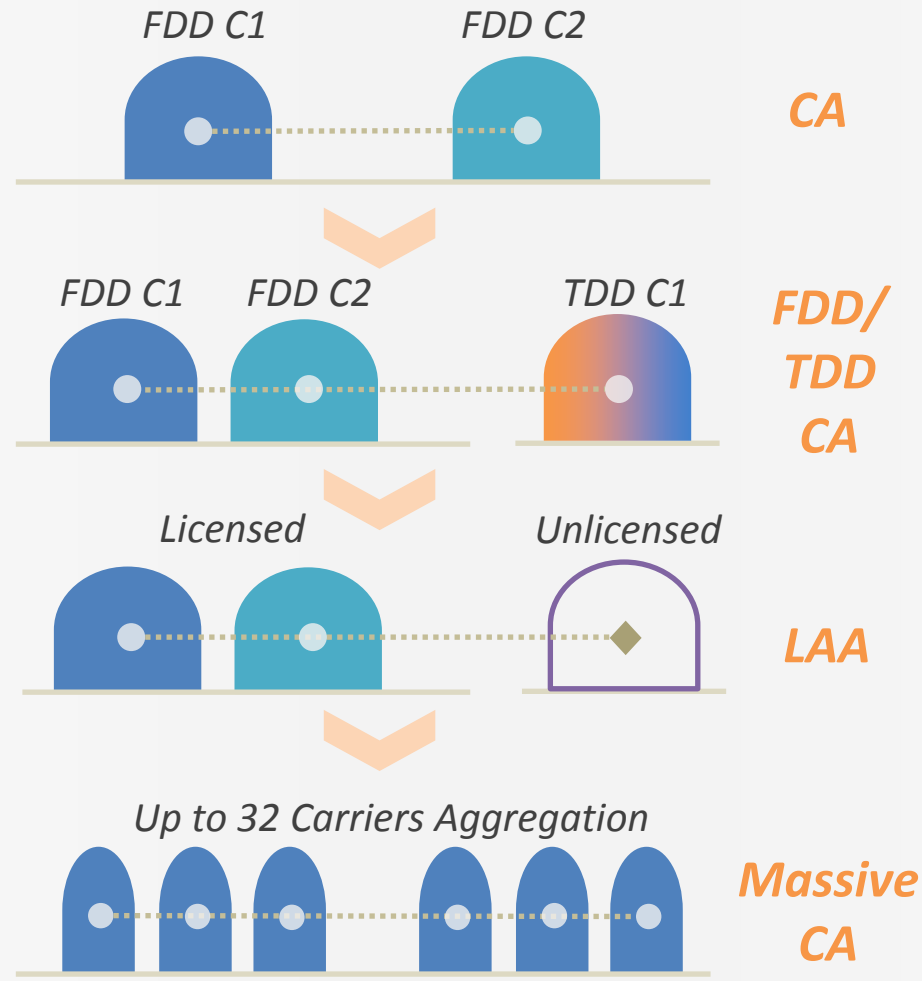 FDD C1
FDD C2
CA
FDD C1
FDD C2
TDD C1
FDD/
TDD
CA
Licensed
Unlicensed
LAA
Up to 32 Carriers Aggregation
Massive
CA